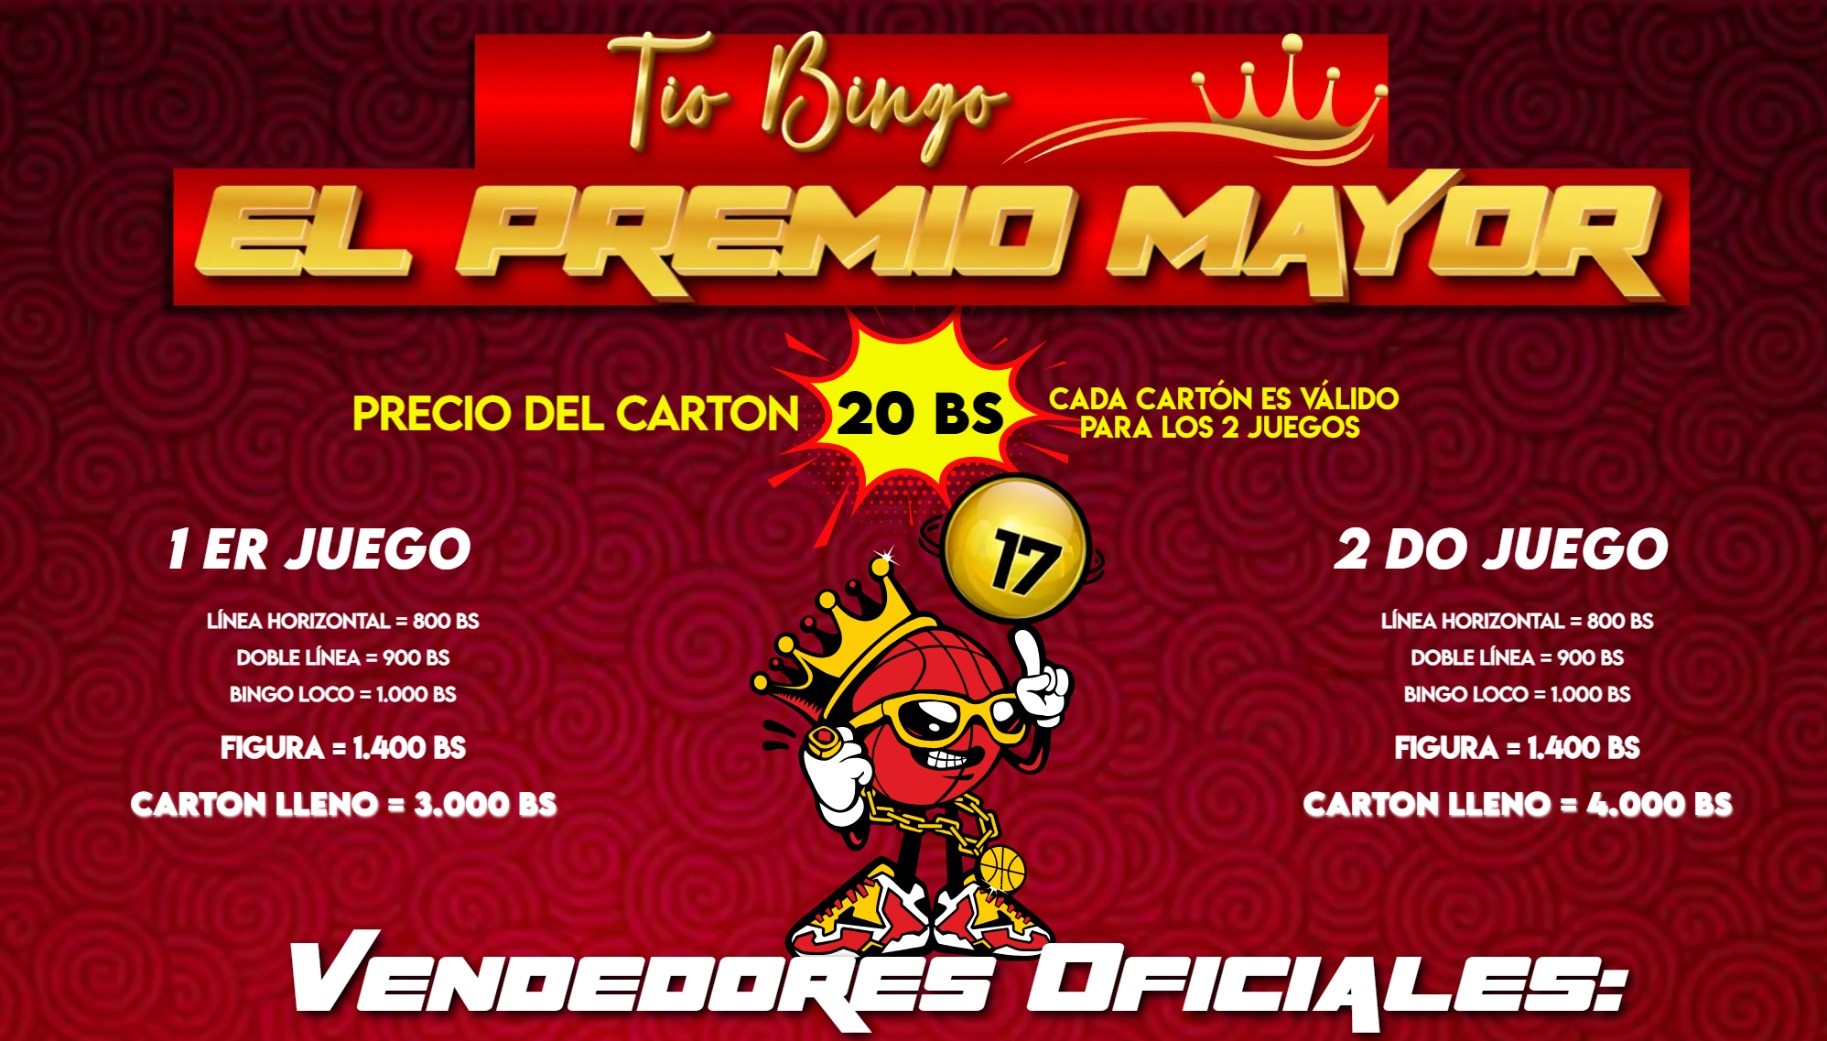 Tio Bingo
EL PREMIO MAYOR
PRECIO DEL CARTON
20 BS
CADA CARTÓN ES VÁLIDO
PARA LOS 2 JUEGOS
17
1 ER JUEGO
LÍNEA HORIZONTAL = 800 BS
DOBLE LÍNEA = 900 BS
BINGO LOCO = 1.000 BS
FIGURA = 1.400 BS
CARTON LLENO = 3.000 BS
2 DO JUEGO
LÍNEA HORIZONTAL = 800 BS
DOBLE LÍNEA = 900 BS
BINGO LOCO = 1.000 BS
FIGURA = 1.400 BS
CARTON LLENO = 4.000 BS
VENDEDORES OFICIALES: